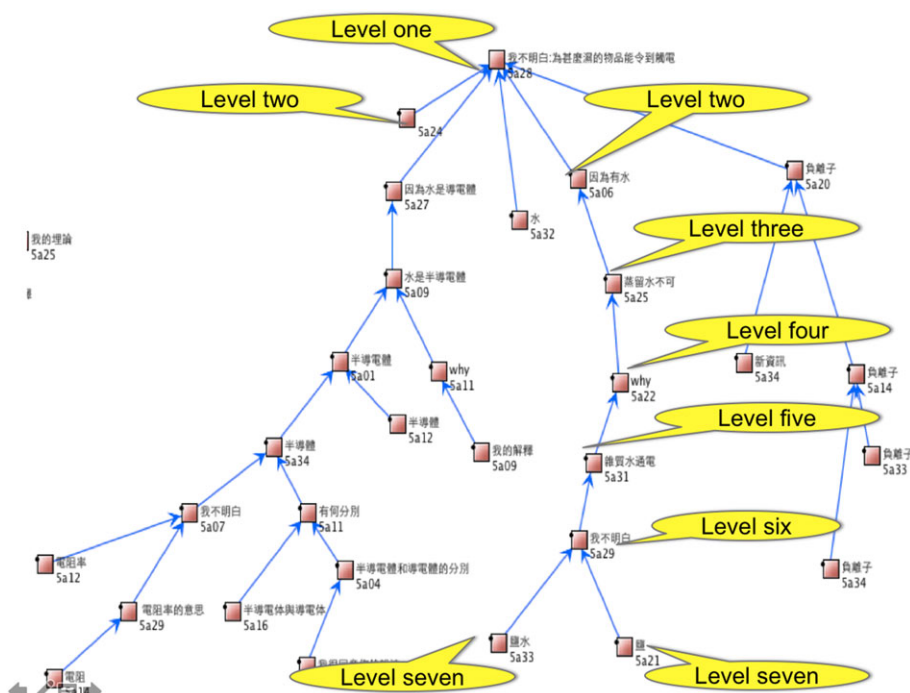 Level one
我不明白:為甚麼濕的物品能令到觸電
5a28
Level two
5a24
Level two
因為水是導電體
5a27
因為有水
5a06
負離子
5a20
水
5a32
我的理論
5a25
Level three
水是半導電體
5a09
蒸留水不可
5a25
Level four
半導電體
5a01
why
5a11
why
5a22
新資訊
5a34
負離子
5a14
半導體
5a12
Level five
半導體
5a34
我的解釋
5a09
雜質水通電
5a31
負離子
5a33
我不明白
5a07
有何分別
5a11
Level six
我不明白
5a29
電阻率
5a12
半導電體和導電體的分別
5a04
負離子
5a34
電阻率的意思
5a29
半導电体與導電体
5a16
鹽水
5a33
鹽
5a21
Level seven
Level seven
電阻